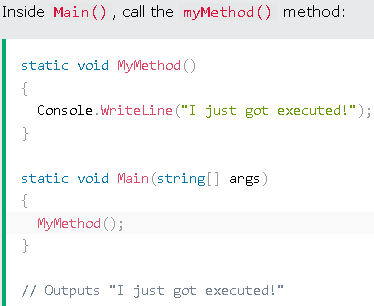 Inside Main(), call the myMethod() method:
static void MyMethod()
{
  Console.WriteLine("I just got executed!");
}
static void Main(string[] args)
{
  MyMethod();
}
// Outputs "I just got executed!"